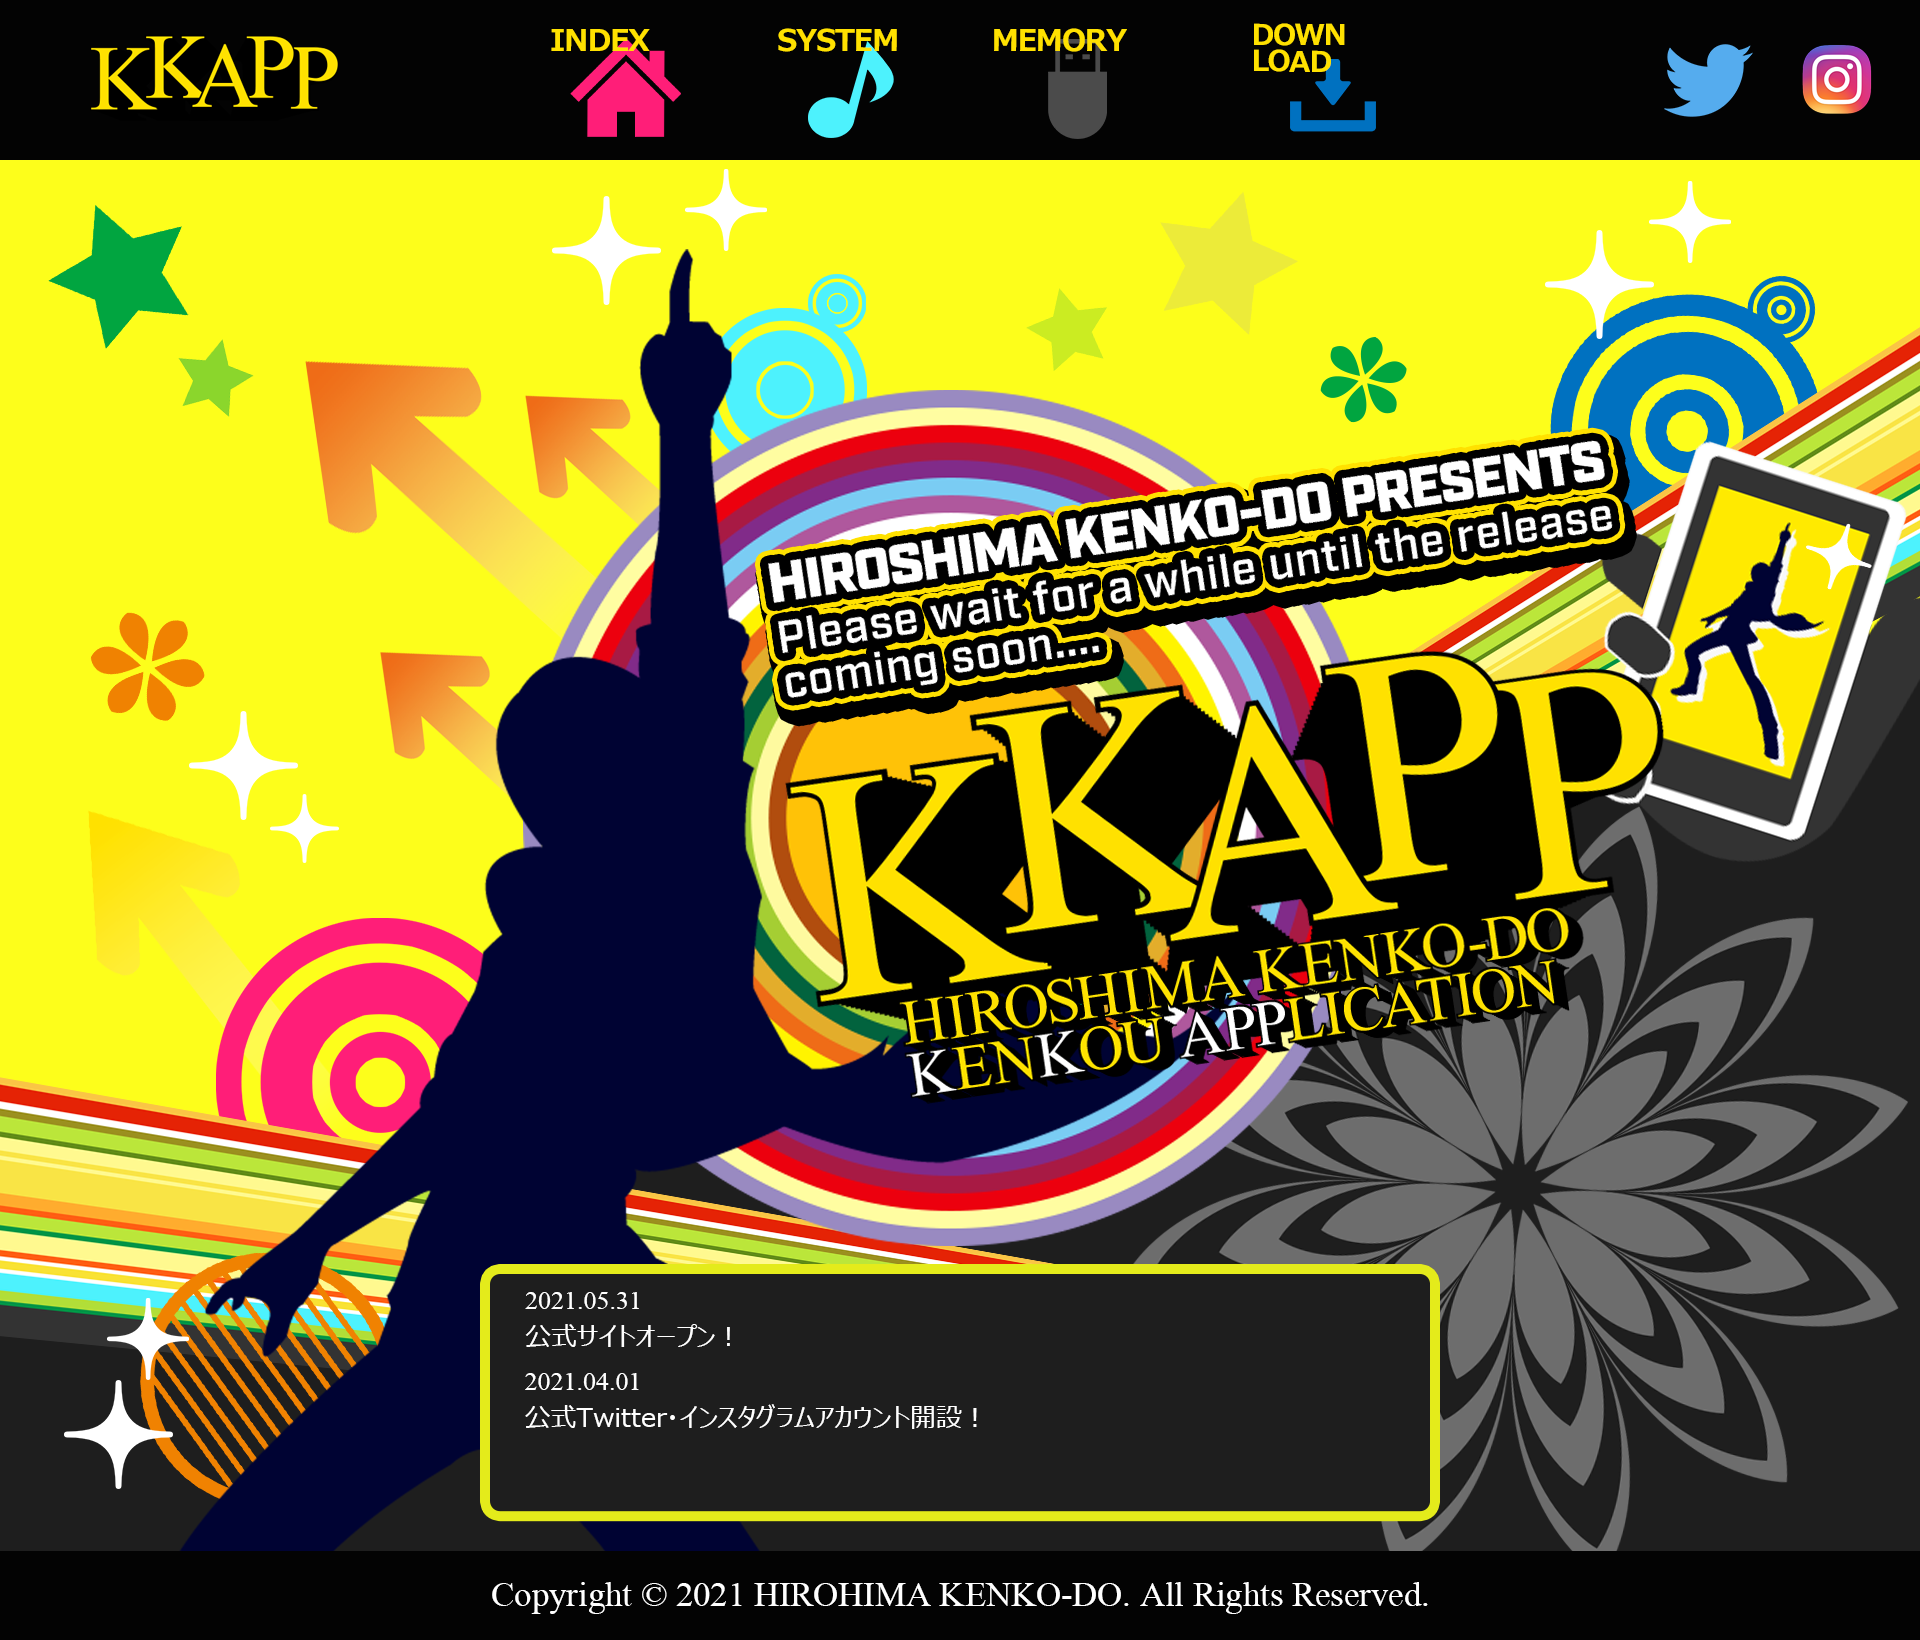 KKAPP
INDEX
SYSTEM
MEMORY
DOWN
LOAD
HIROSHIMA KENKO-DO PRESENTS
Please wait for a while until the release
coming soon....
KKAPP
HIROSHIMA KENKO-DO
KENKOU APPLICATION
2021.05.31
公式サイトオープン！
2021.04.01
公式Twitter・インスタグラムアカウント開設！
Copyright © 2021 HIROHIMA KENKO-DO. All Rights Reserved.